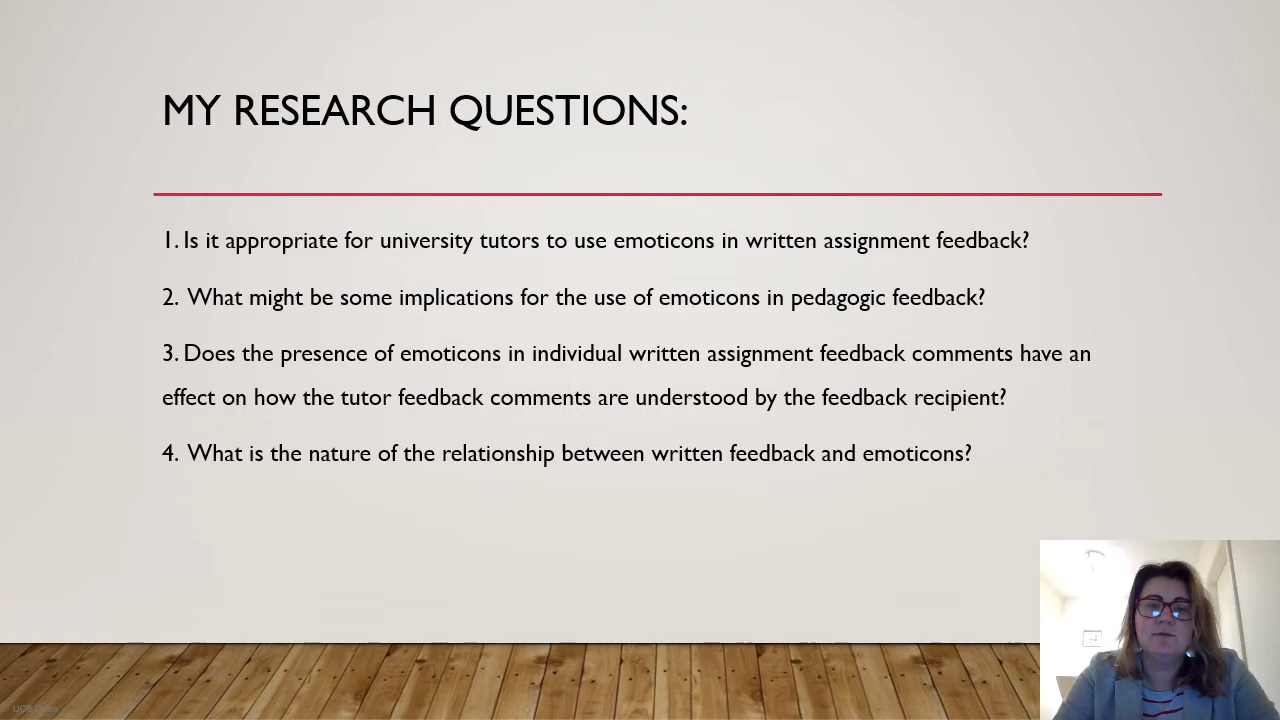 MY RESEARCH QUESTIONS:
1. Is it appropriate for university tutors to use emoticons in written assignment feedback?
2. What might be some implications for the use of emoticons in pedagogic feedback?
3. Does the presence of emoticons in individual written assignment feedback comments have an
effect on how the tutor feedback comments are understood by the feedback recipient?
4. What is the nature of the relationship between written feedback and emoticons?